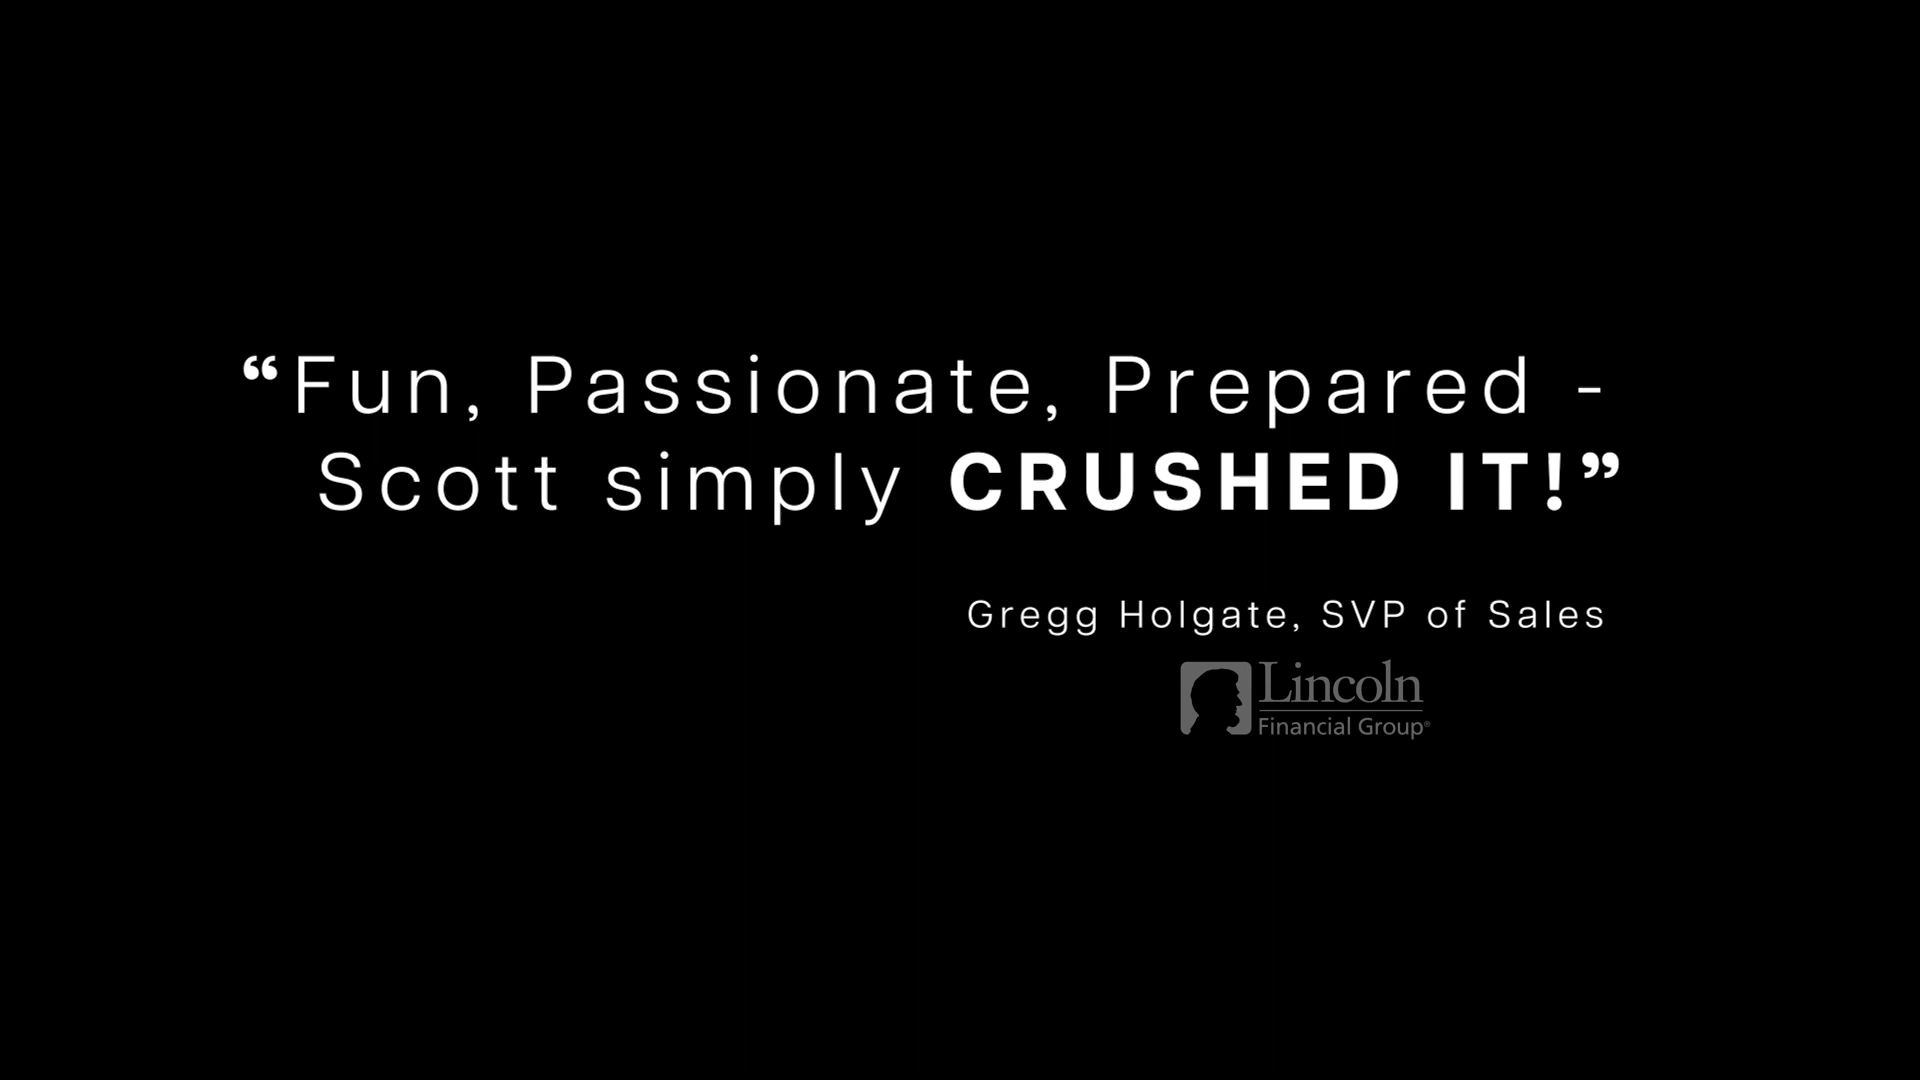 “Fun, Passionate, Prepared -
Scott simply CRUSHED IT!”
Gregg Holgate, SVP of Sales
Lincoln
Financial Group®